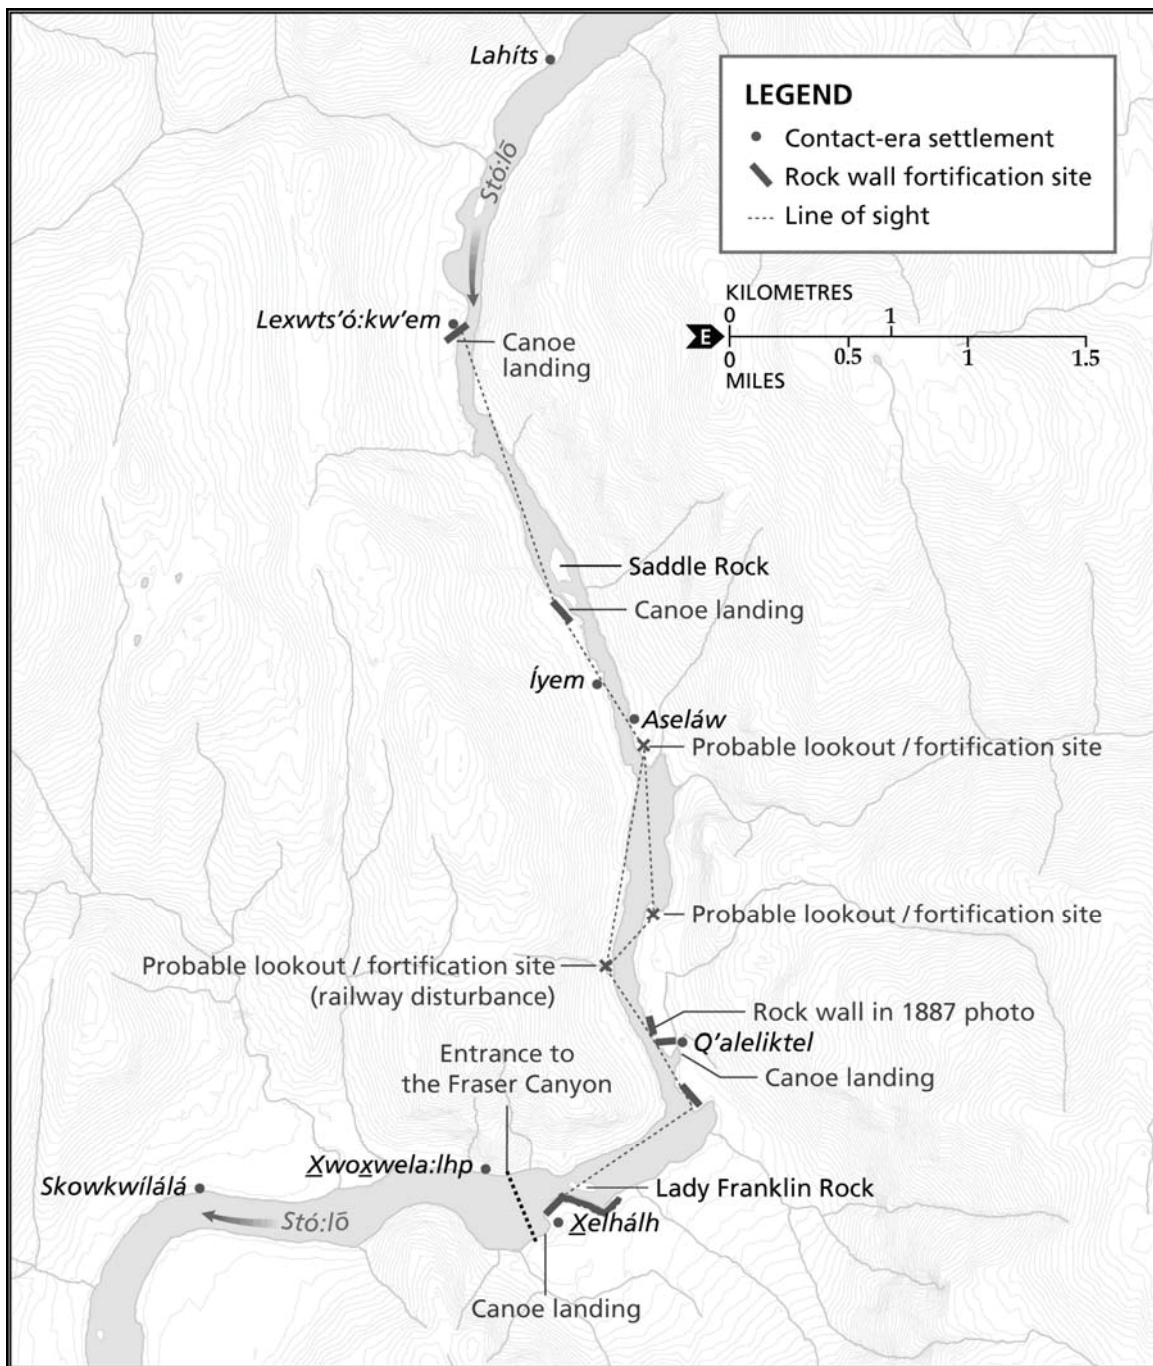 Lahíts
LEGEND
Contact-era settlement
Rock wall fortification site
Line of sight
Stó:lō
KILOMETRES
0 1
E
0 0.5 1 1.5
MILES
Lexwts'ó:kw'em
Canoe
landing
Saddle Rock
Canoe landing
Íyem
Aseláw
Probable lookout / fortification site
Probable lookout / fortification site
Probable lookout / fortification site
(railway disturbance)
Rock wall in 1887 photo
Q'aleliktel
Canoe landing
Entrance to
the Fraser Canyon
X̲wox̲wela:lhp
Skowkwílálá
Lady Franklin Rock
X̲elhálh
Stó:lō
Canoe landing